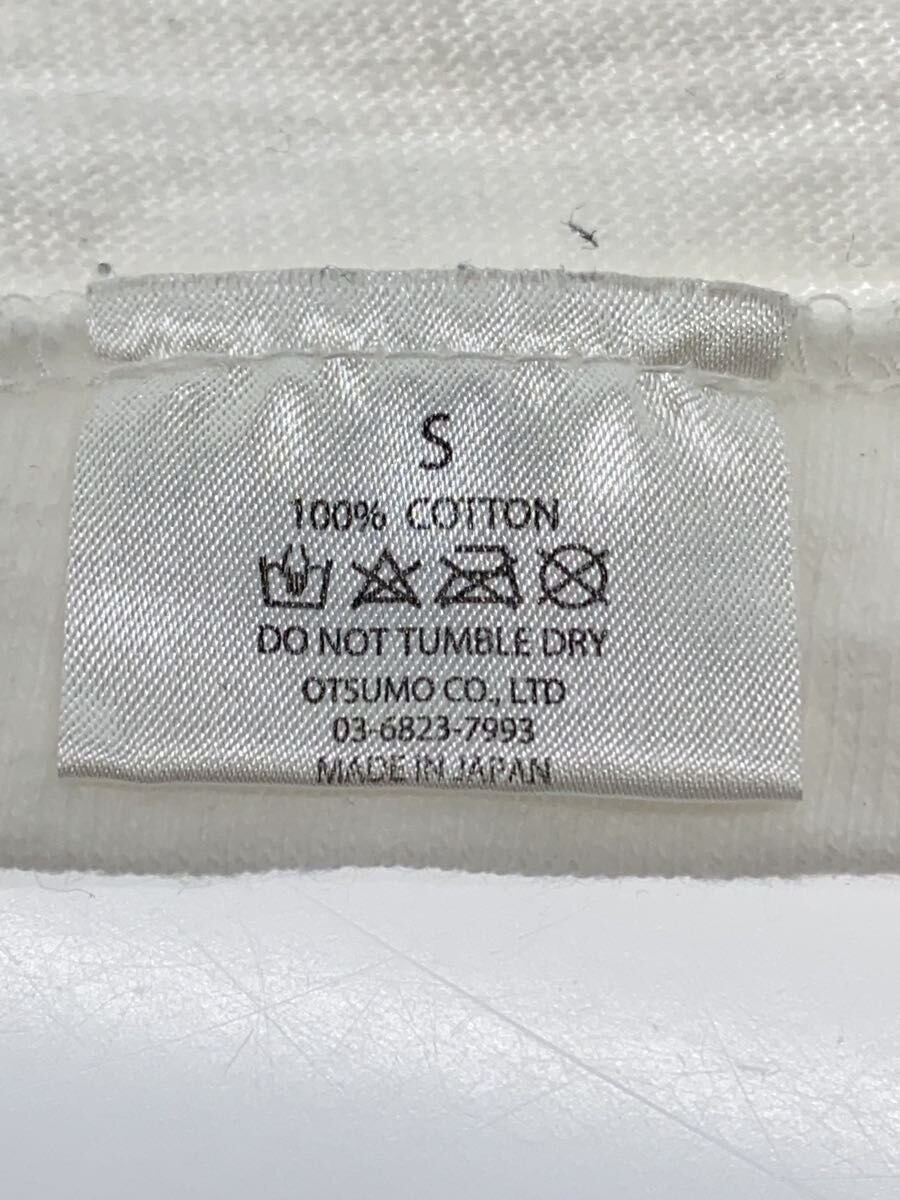 S
100% COTTON
DO NOT TUMBLE DRY
OTSUMO CO., LTD
03-6823-7993
MADE IN JAPAN